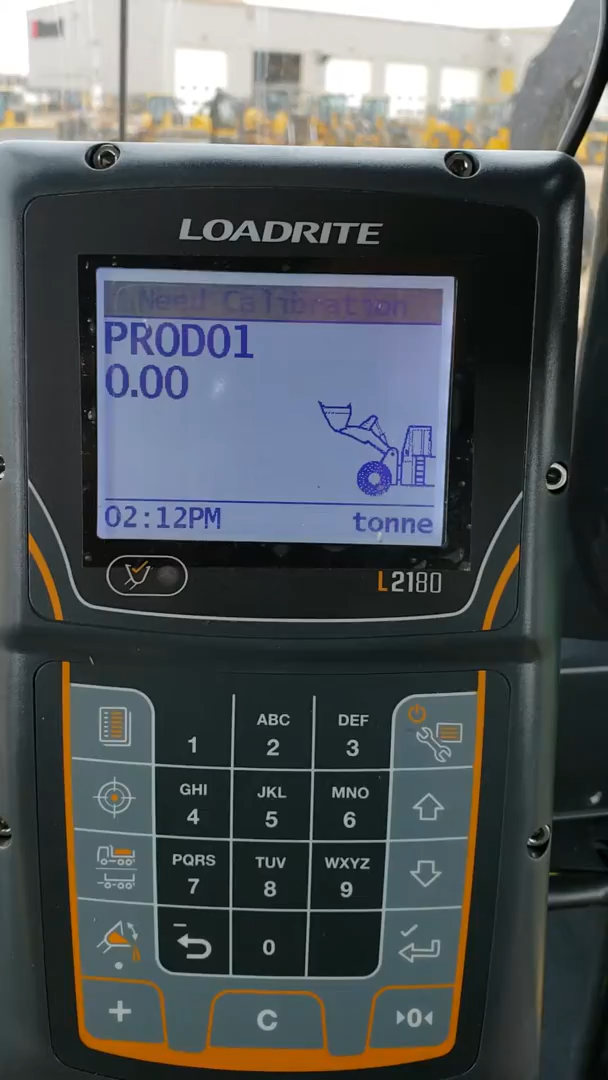 LOADRITE
Need Calibration
PROD01
0.00
02:12PM tonne
L2180
1
ABC
2
DEF
3
GHI
4
JKL
5
MNO
6
PQRS
7
TUV
8
WXYZ
9
0
+
C
0